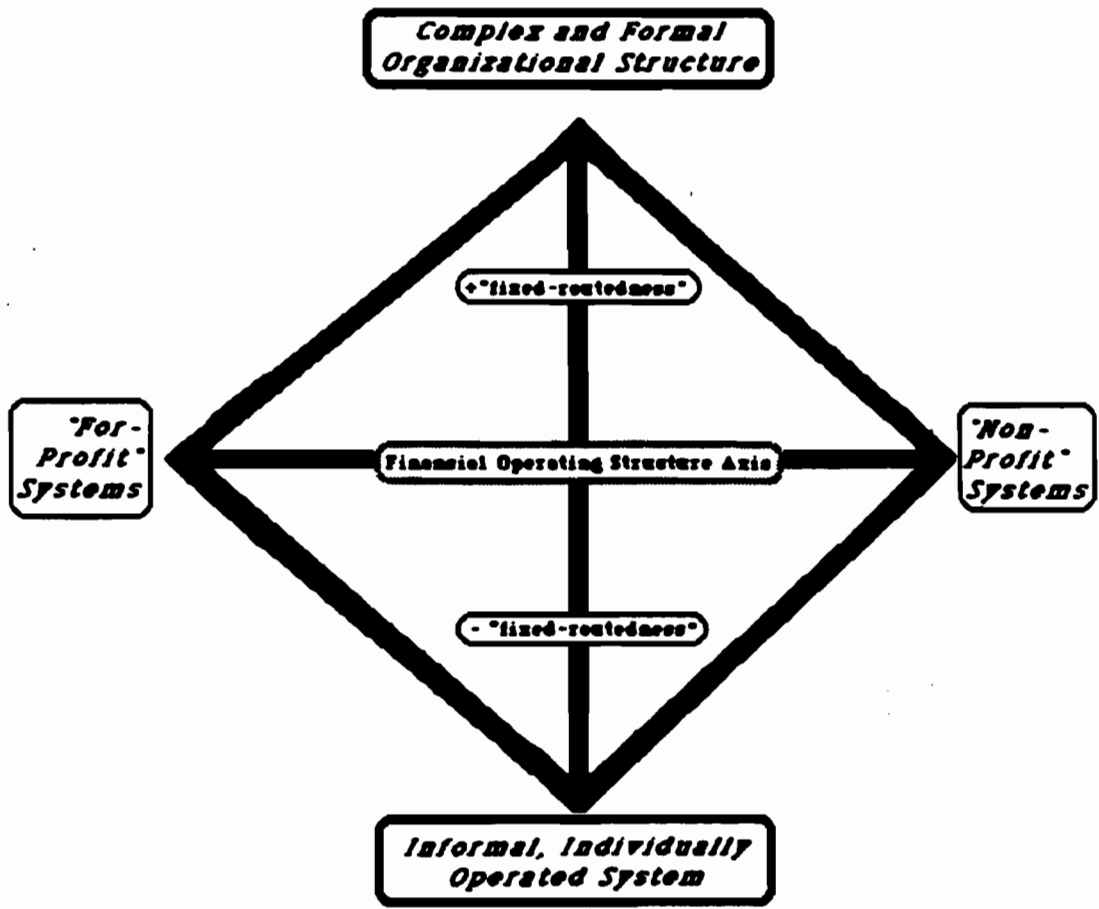 Complex and Formal
Organizational Structure
+"fixed-routedness"
"For-
Profit"
Systems
Financial Operating Structure Axis
"Non-
Profit"
Systems
- "fixed-routedness"
Informal, Individually
Operated System